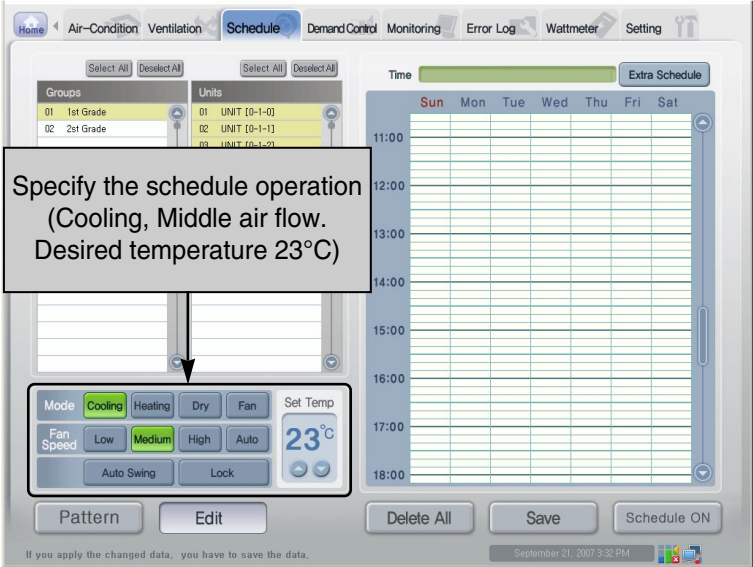 Home Air-Condition Ventilation Schedule Demand Control Monitoring Error Log Wattmeter Setting
Select All Deselect All Select All Deselect All
Time Extra Schedule
Groups Units
Sun Mon Tue Wed Thu Fri Sat
01 1st Grade 01 UNIT [0-1-0]
02 2st Grade 02 UNIT [0-1-1]
03 UNIT [0-1-2]
11:00
Specify the schedule operation
(Cooling, Middle air flow.
Desired temperature 23°C)
12:00
13:00
14:00
15:00
16:00
Mode Cooling Heating Dry Fan Set Temp
17:00
Fan Speed Low Medium High Auto 23°C
Auto Swing Lock
18:00
Pattern Edit Delete All Save Schedule ON
If you apply the changed data, you have to save the data,
September 21, 2007 3:32 PM